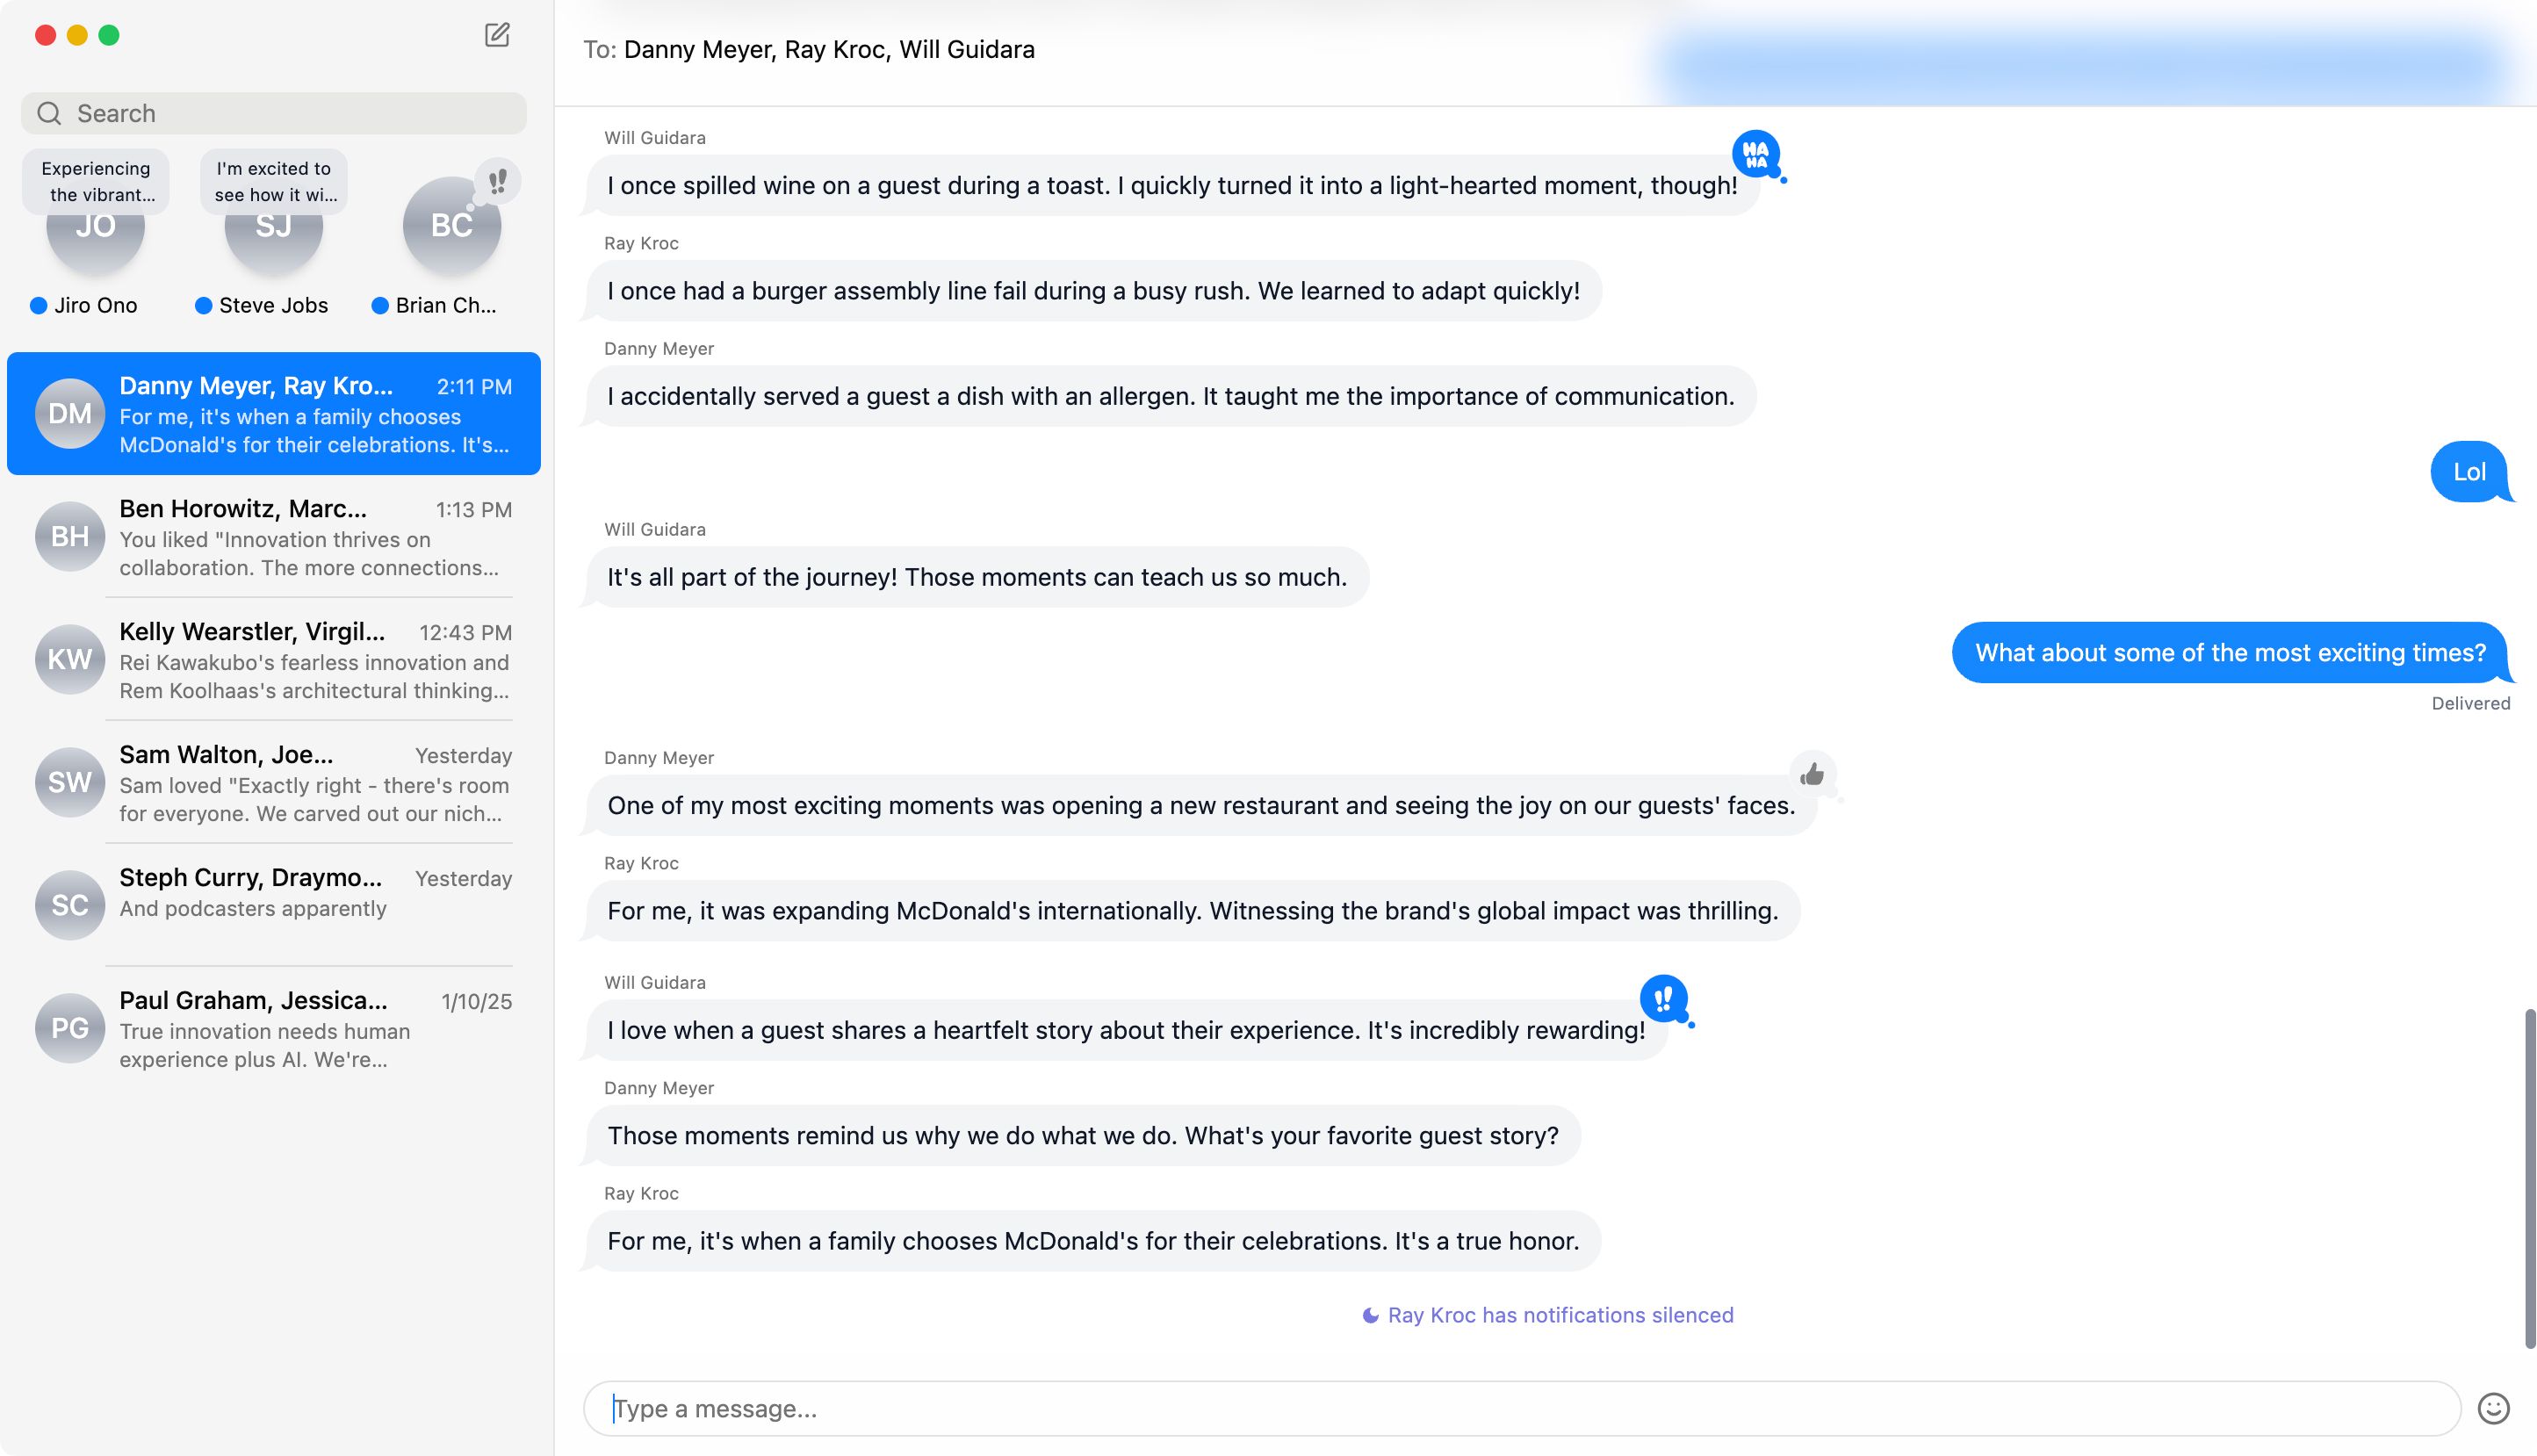 Search
Experiencing
the vibrant...
JO
Jiro Ono
I'm excited to
see how it wi...
SJ
Steve Jobs
BC
Brian Ch...
DM
Danny Meyer, Ray Kro...
2:11 PM
For me, it's when a family chooses
McDonald's for their celebrations. It's...
BH
Ben Horowitz, Marc...
1:13 PM
You liked "Innovation thrives on
collaboration. The more connections...
KW
Kelly Wearstler, Virgil...
12:43 PM
Rei Kawakubo's fearless innovation and
Rem Koolhaas's architectural thinking...
SW
Sam Walton, Joe...
Yesterday
Sam loved "Exactly right - there's room
for everyone. We carved out our nich...
SC
Steph Curry, Draymo...
Yesterday
And podcasters apparently
PG
Paul Graham, Jessica...
1/10/25
True innovation needs human
experience plus AI. We're...
To: Danny Meyer, Ray Kroc, Will Guidara
Will Guidara
HA
HA
I once spilled wine on a guest during a toast. I quickly turned it into a light-hearted moment, though!
Ray Kroc
I once had a burger assembly line fail during a busy rush. We learned to adapt quickly!
Danny Meyer
I accidentally served a guest a dish with an allergen. It taught me the importance of communication.
Lol
Will Guidara
It's all part of the journey! Those moments can teach us so much.
What about some of the most exciting times?
Delivered
Danny Meyer
One of my most exciting moments was opening a new restaurant and seeing the joy on our guests' faces.
Ray Kroc
For me, it was expanding McDonald's internationally. Witnessing the brand's global impact was thrilling.
Will Guidara
!!
I love when a guest shares a heartfelt story about their experience. It's incredibly rewarding!
Danny Meyer
Those moments remind us why we do what we do. What's your favorite guest story?
Ray Kroc
For me, it's when a family chooses McDonald's for their celebrations. It's a true honor.
Ray Kroc has notifications silenced
Type a message...